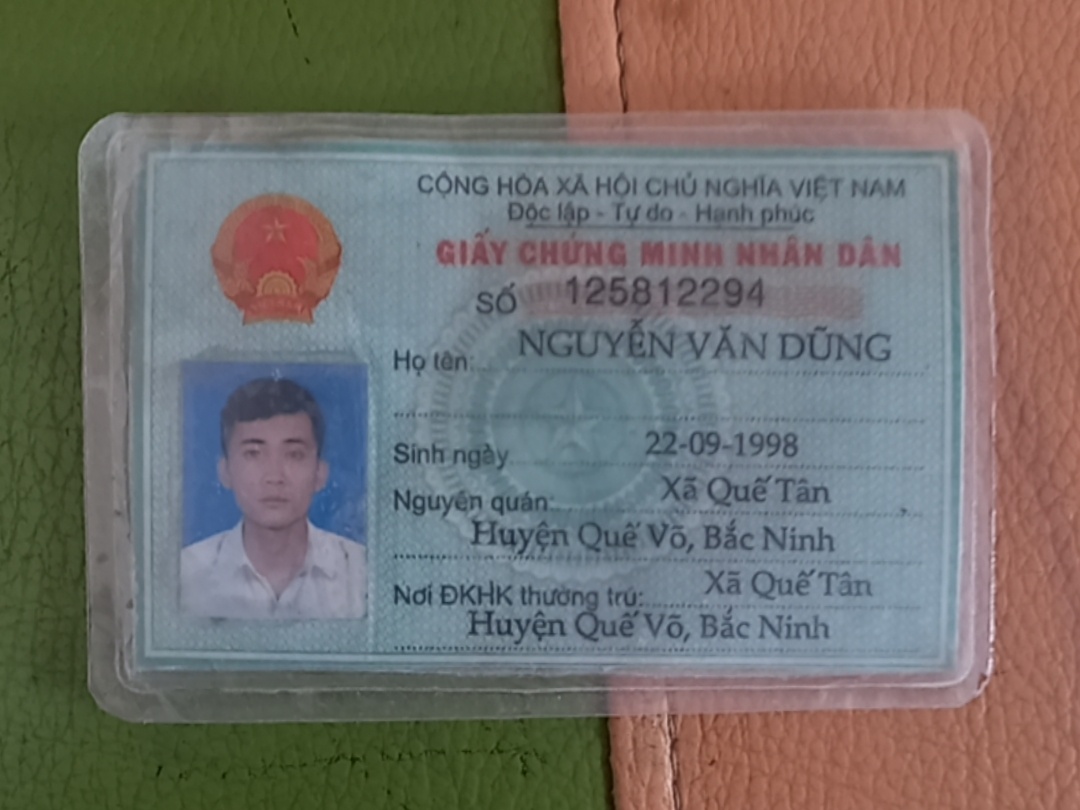 CỘNG HÒA XÃ HỘI CHỦ NGHĨA VIỆT NAM
Độc lập - Tự do - Hạnh phúc
GIẤY CHỨNG MINH NHÂN DÂN
SỐ 125812294
Họ tên: NGUYỄN VĂN DŨNG
Sinh ngày 22-09-1998
Nguyên quán: Xã Quế Tân
Huyện Quế Võ, Bắc Ninh
Nơi ĐKHK thường trú: Xã Quế Tân
Huyện Quế Võ, Bắc Ninh